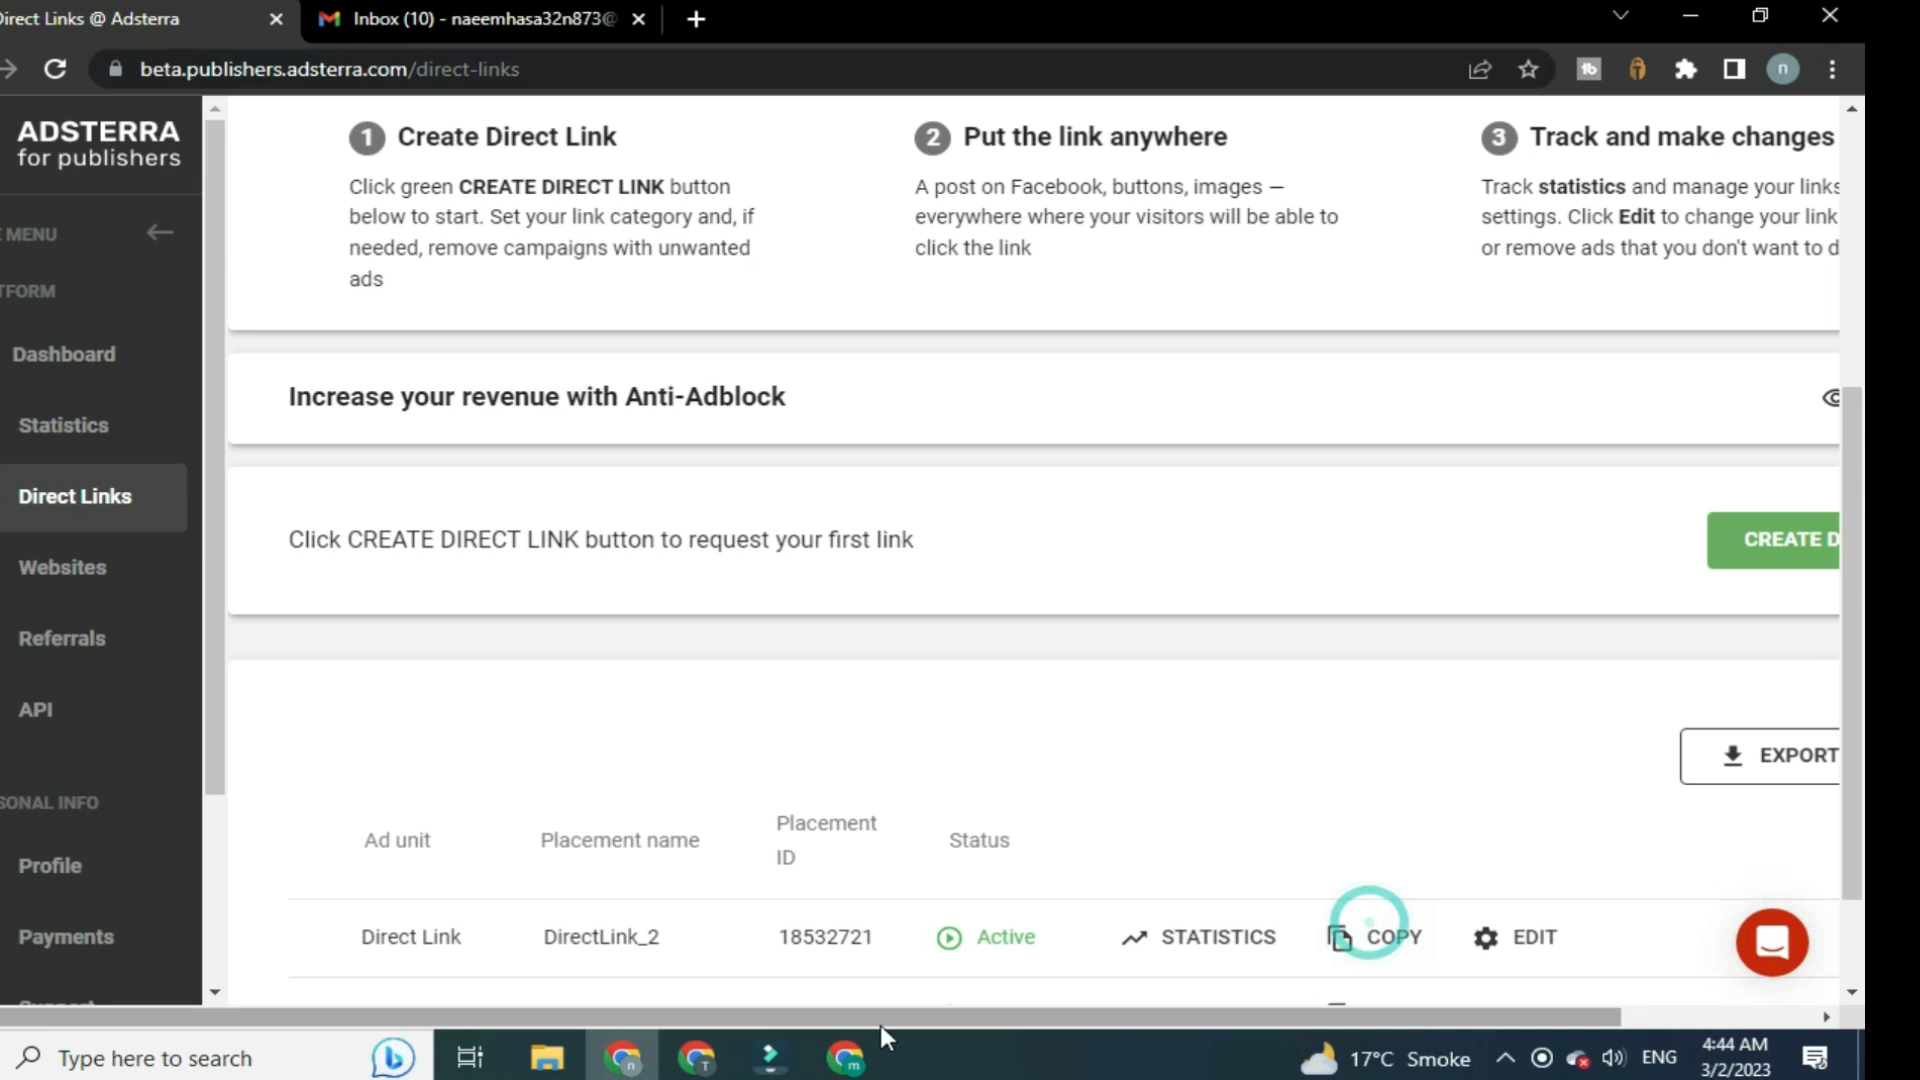 Direct Links @ Adsterra
Inbox (10) - naeemhasa32n873@
beta.publishers.adsterra.com/direct-links
n
ADSTERRA
for publishers
MENU
TFORM
Dashboard
Statistics
Direct Links
Websites
Referrals
API
SONAL INFO
Profile
Payments
1 Create Direct Link
Click green CREATE DIRECT LINK button
below to start. Set your link category and, if
needed, remove campaigns with unwanted
ads
2 Put the link anywhere
A post on Facebook, buttons, images —
everywhere where your visitors will be able to
click the link
3 Track and make changes
Track statistics and manage your links
settings. Click Edit to change your link
or remove ads that you don't want to d
Increase your revenue with Anti-Adblock
Click CREATE DIRECT LINK button to request your first link
CREATE D
EXPORT
Ad unit
Placement name
Placement
ID
Status
Direct Link
DirectLink_2
18532721
Active
STATISTICS
COPY
EDIT
Type here to search
17°C Smoke
ENG
4:44 AM
3/2/2023